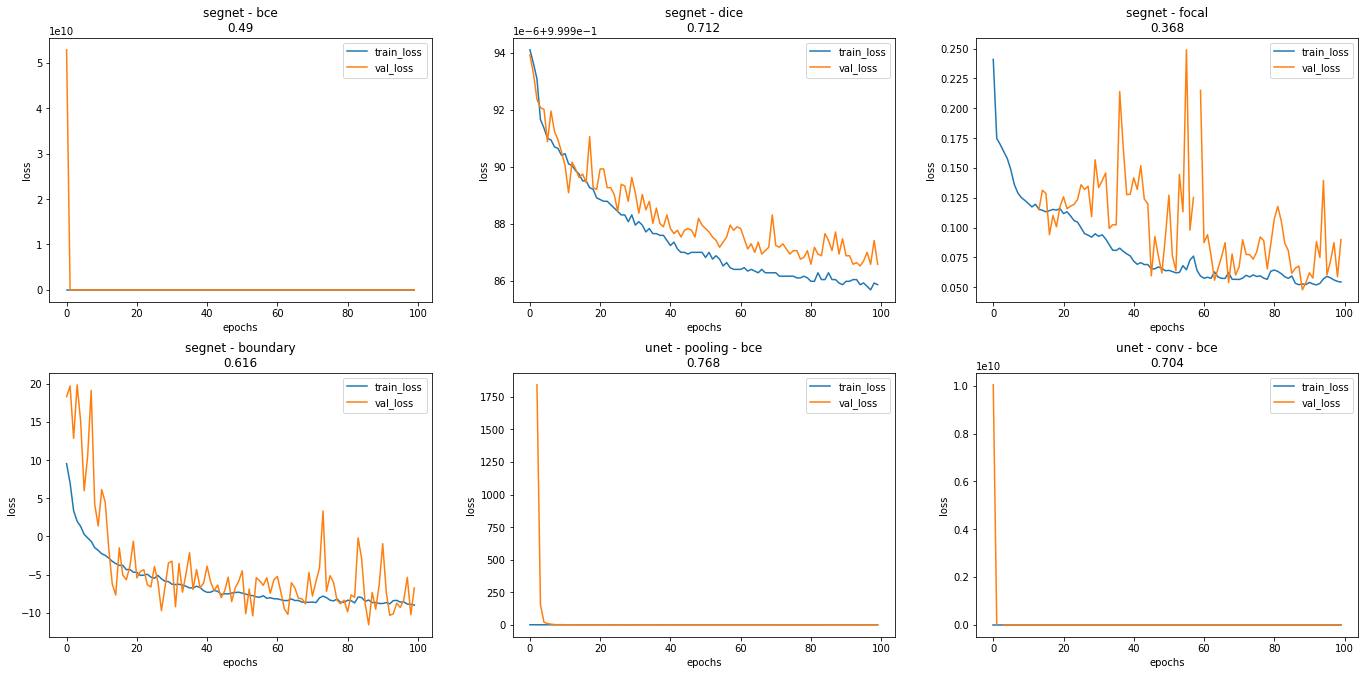 segnet - bce
0.49
1e10
train_loss
val_loss
5
4
3
2
1
0
loss
0 20 40 60 80 100
epochs
segnet - dice
0.712
1e-6+9.999e-1
train_loss
val_loss
94
92
90
88
86
loss
0 20 40 60 80 100
epochs
segnet - focal
0.368
train_loss
val_loss
0.250
0.225
0.200
0.175
0.150
0.125
0.100
0.075
0.050
loss
0 20 40 60 80 100
epochs
segnet - boundary
0.616
train_loss
val_loss
20
15
10
5
0
−5
−10
loss
0 20 40 60 80 100
epochs
unet - pooling - bce
0.768
train_loss
val_loss
1750
1500
1250
1000
750
500
250
0
loss
0 20 40 60 80 100
epochs
unet - conv - bce
0.704
1e10
train_loss
val_loss
1.0
0.8
0.6
0.4
0.2
0.0
loss
0 20 40 60 80 100
epochs